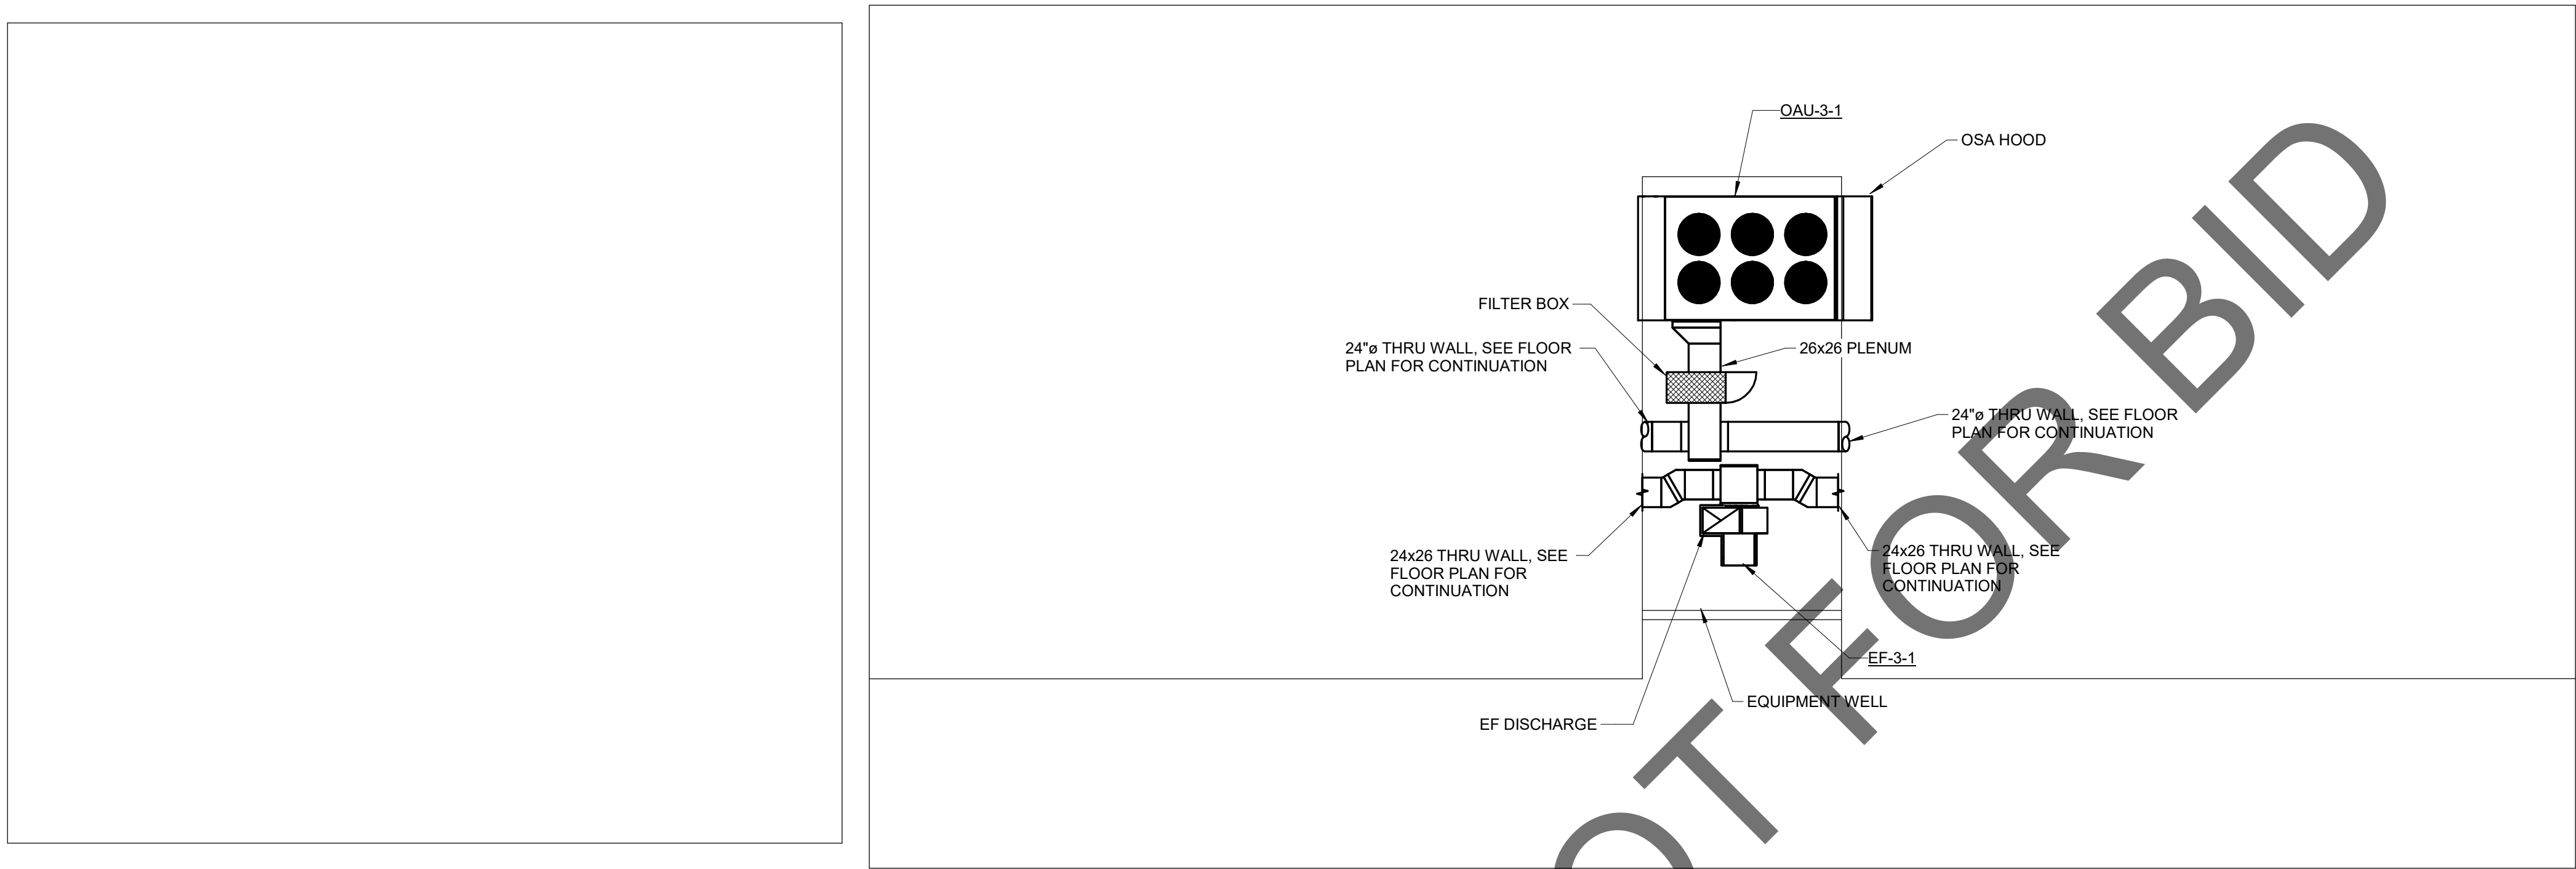 OAU-3-1
OSA HOOD
FILTER BOX
24"ø THRU WALL, SEE FLOOR
PLAN FOR CONTINUATION
26x26 PLENUM
24"ø THRU WALL, SEE FLOOR
PLAN FOR CONTINUATION
24x26 THRU WALL, SEE
FLOOR PLAN FOR
CONTINUATION
24x26 THRU WALL, SEE
FLOOR PLAN FOR
CONTINUATION
EF-3-1
EQUIPMENT WELL
EF DISCHARGE
OT FOR BID